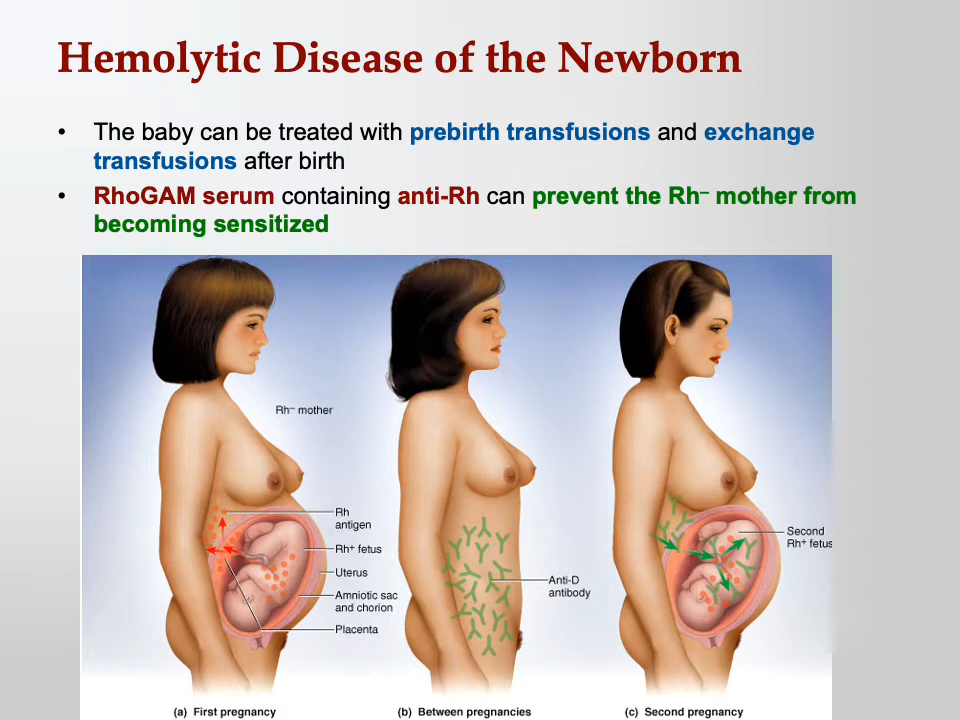 Hemolytic Disease of the Newborn
• The baby can be treated with prebirth transfusions and exchange
transfusions after birth
• RhoGAM serum containing anti-Rh can prevent the Rh– mother from
becoming sensitized
Rh– mother
Rh
antigen
Rh+ fetus
Uterus
Amniotic sac
and chorion
Placenta
Anti-D
antibody
Second
Rh+ fetus
(a) First pregnancy
(b) Between pregnancies
(c) Second pregnancy